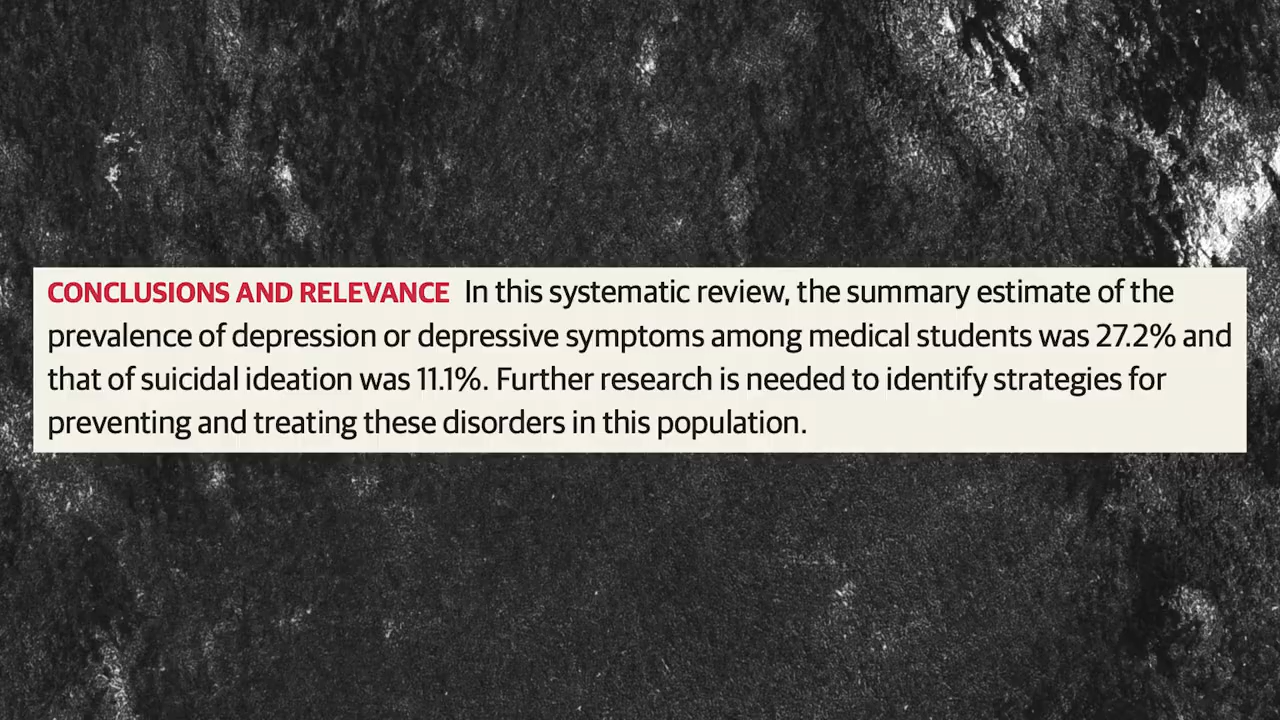 CONCLUSIONS AND RELEVANCE In this systematic review, the summary estimate of the
prevalence of depression or depressive symptoms among medical students was 27.2% and
that of suicidal ideation was 11.1%. Further research is needed to identify strategies for
preventing and treating these disorders in this population.